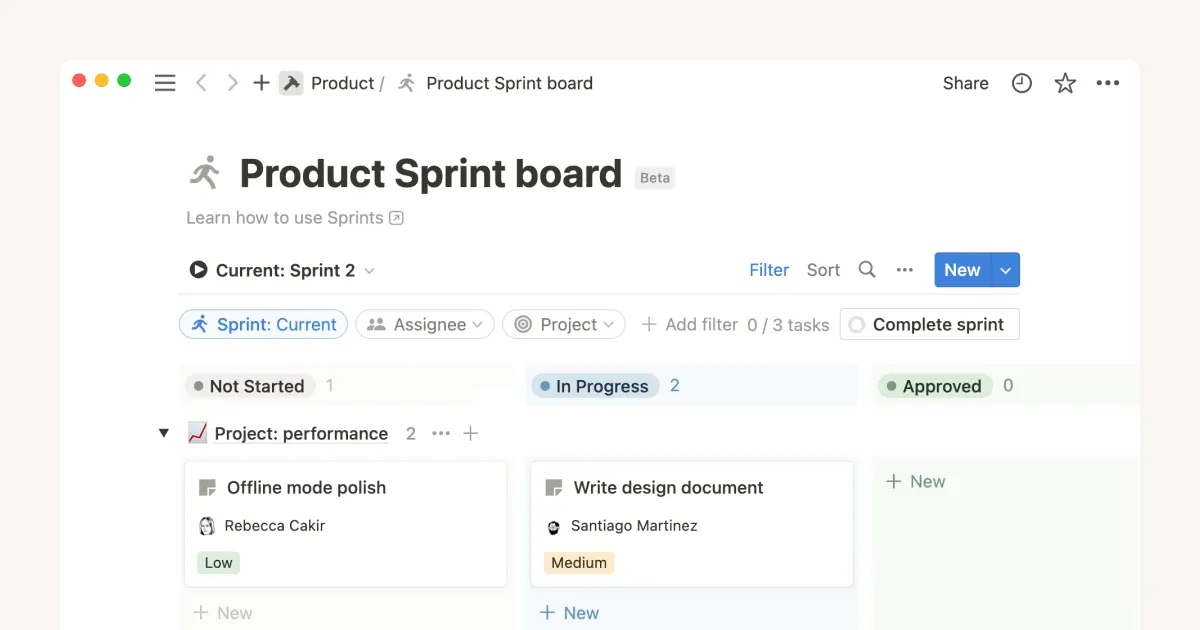 Product / Product Sprint board Share
Product Sprint board Beta
Learn how to use Sprints
Current: Sprint 2 Filter Sort New
Sprint: Current Assignee Project + Add filter 0 / 3 tasks Complete sprint
Not Started 1 In Progress 2 Approved 0
Project: performance 2 ... +
Offline mode polish
Rebecca Cakir
Low
+ New
Write design document
Santiago Martinez
Medium
+ New
+ New